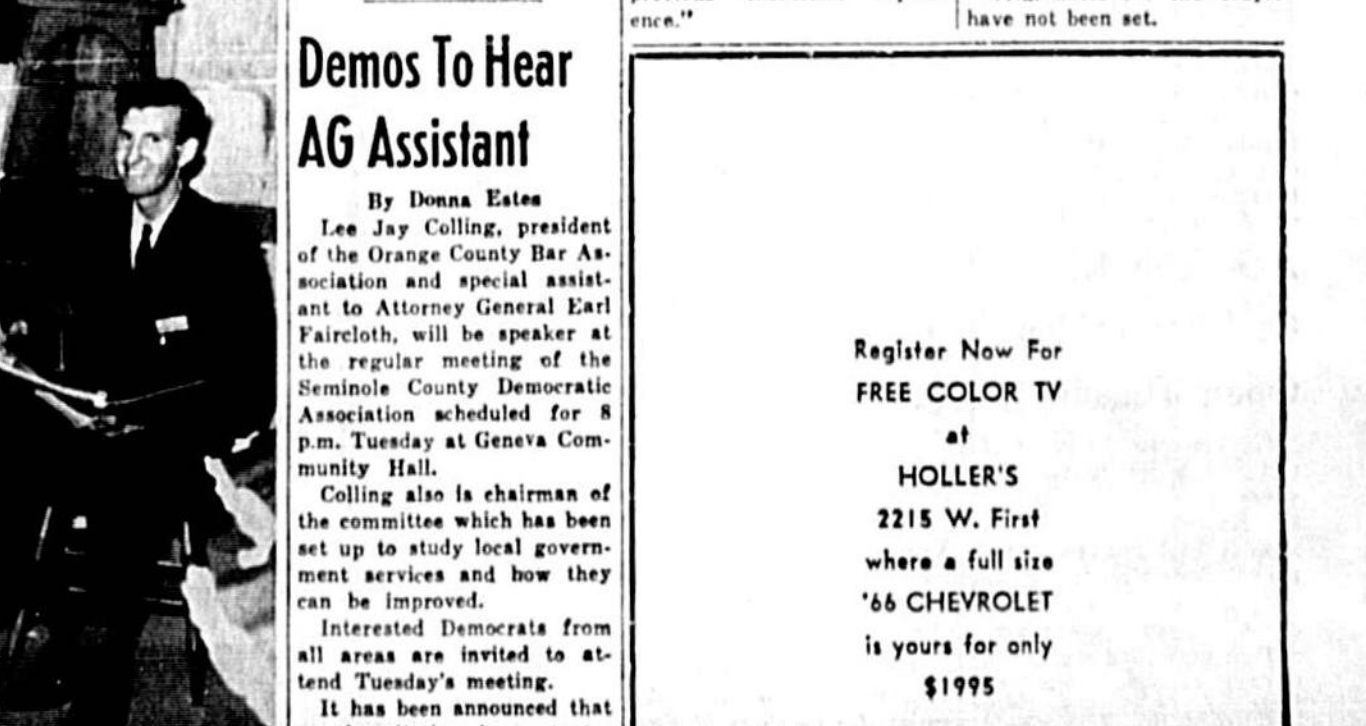 Demos To Hear
AG Assistant
By Donna Estes
Lee Jay Colling, president
of the Orange County Bar As-
sociation and special assist-
ant to Attorney General Earl
Faircloth, will be speaker at
the regular meeting of the
Seminole County Democratic
Association scheduled for 8
p.m. Tuesday at Geneva Com-
munity Hall.
Colling also is chairman of
the committee which has been
set up to study local govern-
ment services and how they
can be improved.
Interested Democrats from
all areas are invited to at-
tend Tuesday's meeting.
It has been announced that
ence."
have not been set.
Register Now For
FREE COLOR TV
at
HOLLER'S
2215 W. First
where a full size
'66 CHEVROLET
is yours for only
$1995